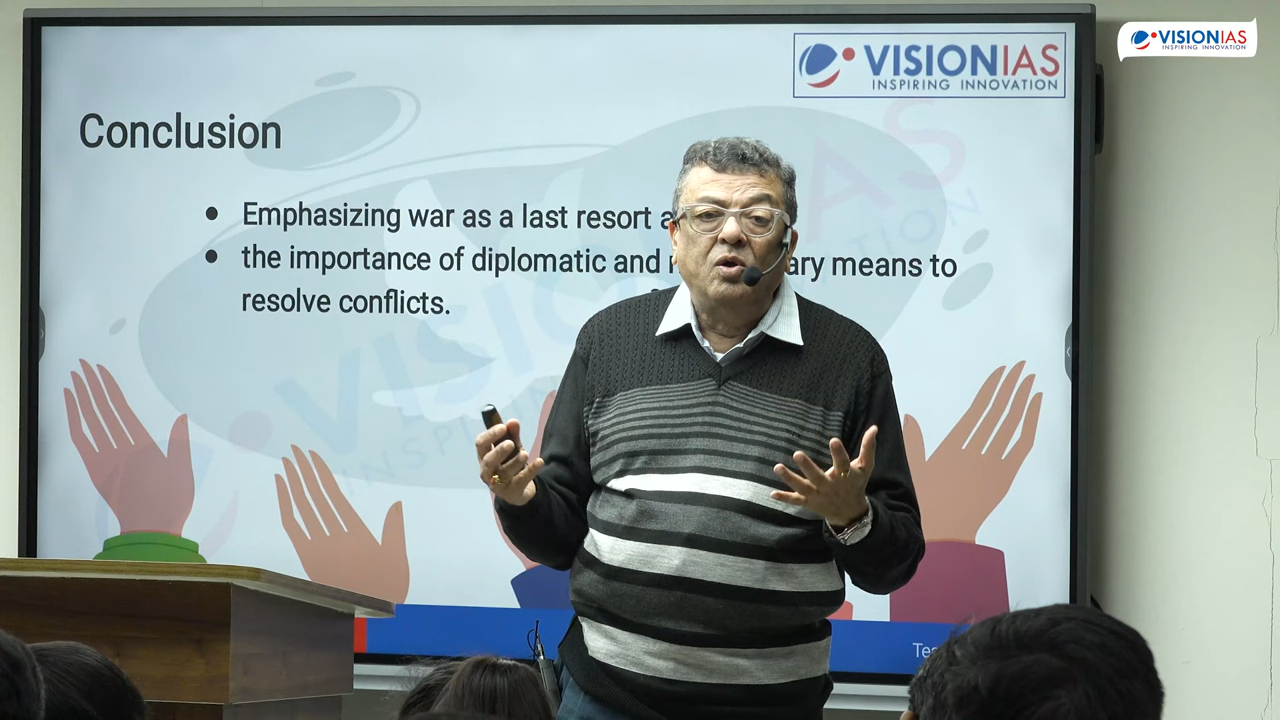 VISIONIAS
INSPIRING INNOVATION
VISIONIAS
INSPIRING INNOVATION
Conclusion
• Emphasizing war as a last resort
• the importance of diplomatic and means to
resolve conflicts.